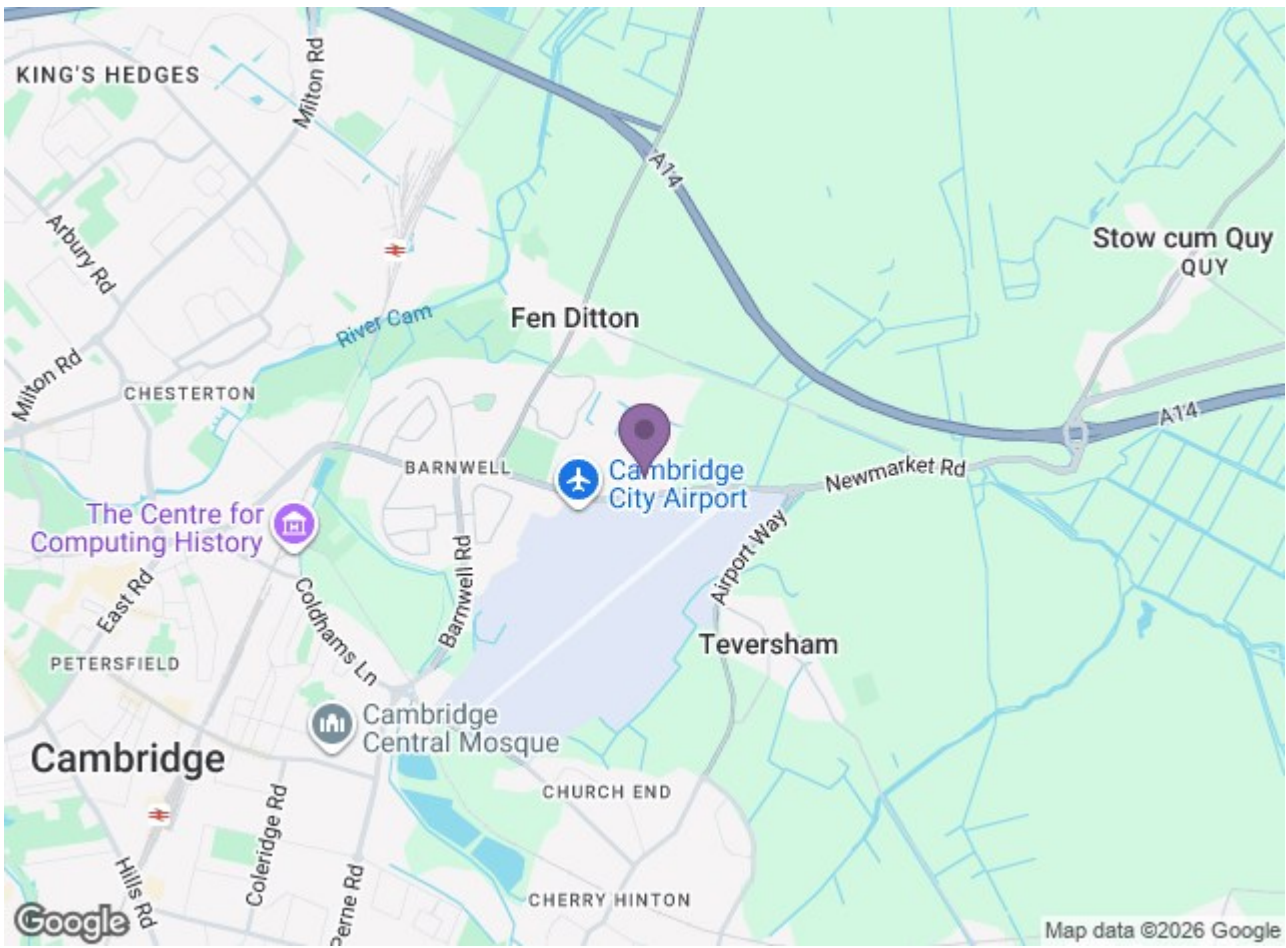 KING'S HEDGES
Milton Rd
A14
Arbury Rd
Stow cum Quy
QUY
River Cam
Fen Ditton
Milton Rd
CHESTERTON
A14
BARNWELL
Cambridge
City Airport
Newmarket Rd
The Centre for
Computing History
Airport Way
East Rd
Barnwell Rd
Coldhams Ln
Teversham
PETERSFIELD
Cambridge
Central Mosque
Cambridge
CHURCH END
Coleridge Rd
Hills Rd
Perne Rd
CHERRY HINTON
Google
Map data ©2026 Google